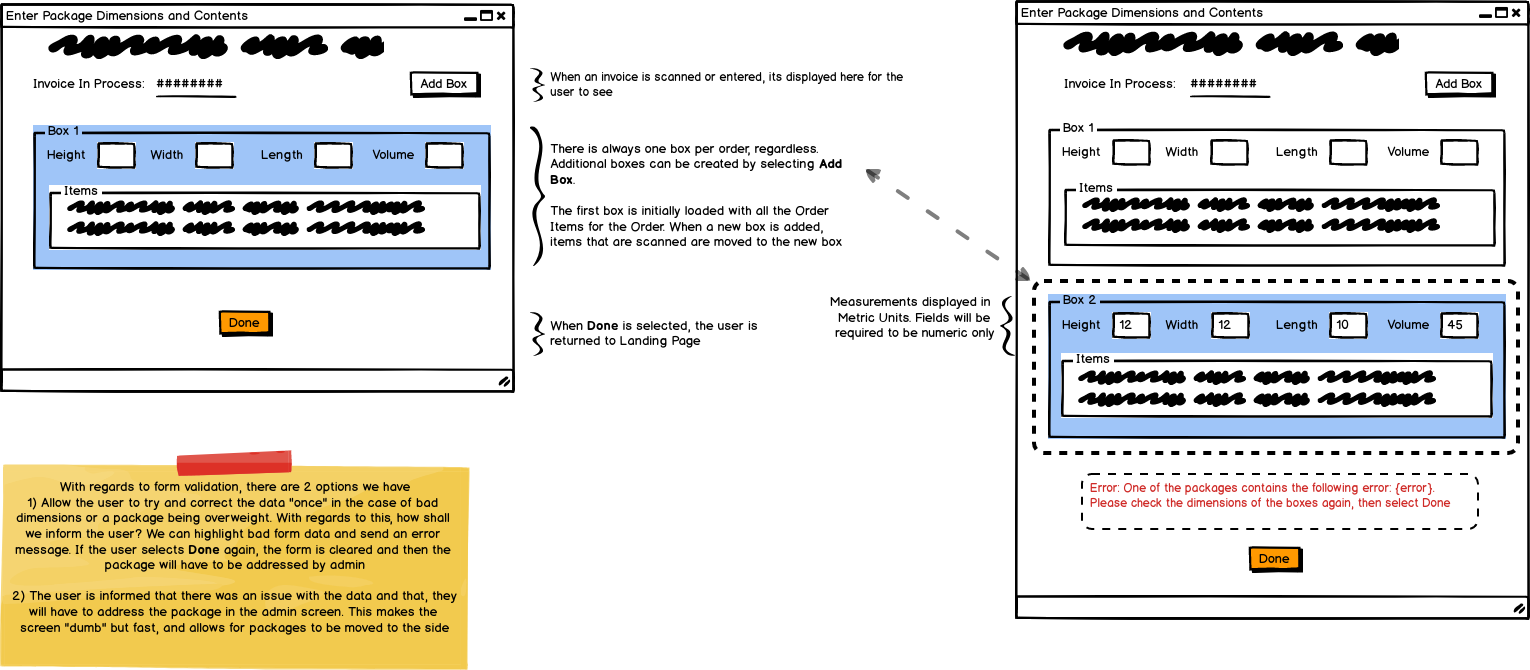 Enter Package Dimensions and Contents
Invoice In Process: ########
Add Box
Box 1
Height Width Length Volume
Items
Done
When an invoice is scanned or entered, its displayed here for the
user to see
There is always one box per order, regardless.
Additional boxes can be created by selecting Add
Box.
The first box is initially loaded with all the Order
Items for the Order. When a new box is added,
items that are scanned are moved to the new box
When Done is selected, the user is
returned to Landing Page
Measurements displayed in
Metric Units. Fields will be
required to be numeric only
Enter Package Dimensions and Contents
Invoice In Process: ########
Add Box
Box 1
Height Width Length Volume
Items
Box 2
Height 12 Width 12 Length 10 Volume 45
Items
Error: One of the packages contains the following error: {error}.
Please check the dimensions of the boxes again, then select Done
Done
With regards to form validation, there are 2 options we have
1) Allow the user to try and correct the data "once" in the case of bad
dimensions or a package being overweight. With regards to this, how shall
we inform the user? We can highlight bad form data and send an error
message. If the user selects Done again, the form is cleared and then the
package will have to be addressed by admin
2) The user is informed that there was an issue with the data and that, they
will have to address the package in the admin screen. This makes the
screen "dumb" but fast, and allows for packages to be moved to the side